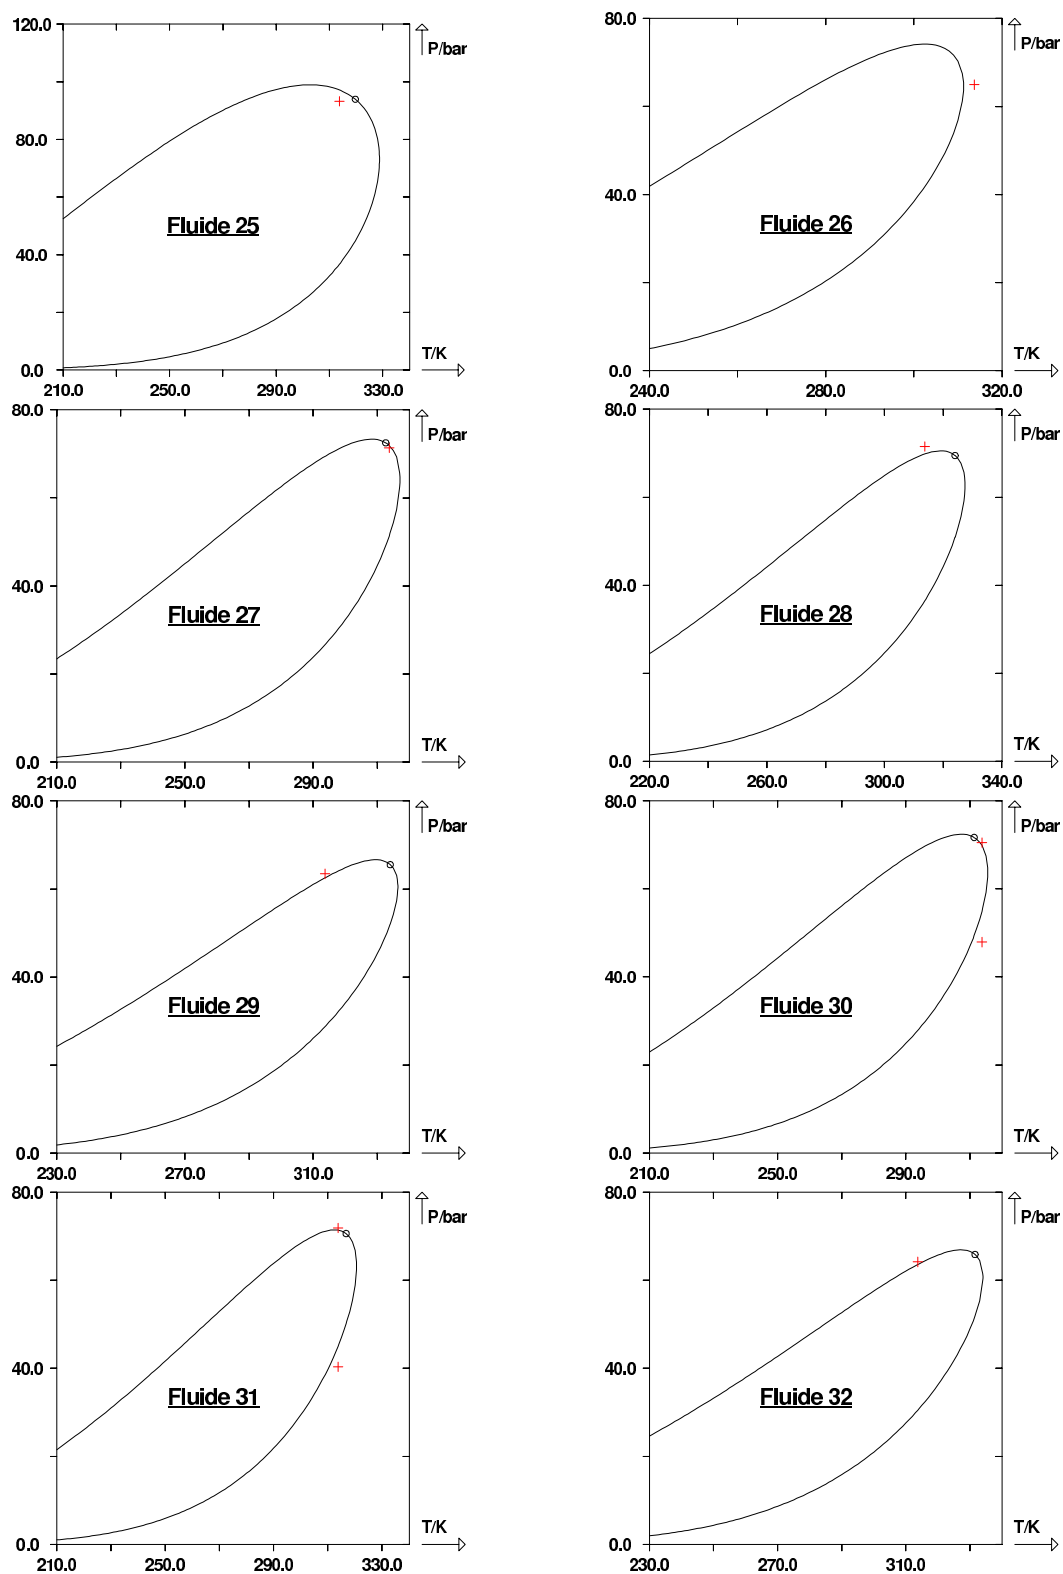 120.0
P/bar
80.0
Fluide 25
40.0
T/K
0.0
210.0 250.0 290.0 330.0
80.0
P/bar
40.0
Fluide 26
T/K
0.0
240.0 280.0 320.0
80.0
P/bar
40.0
Fluide 27
T/K
0.0
210.0 250.0 290.0
80.0
P/bar
40.0
Fluide 28
T/K
0.0
220.0 260.0 300.0 340.0
80.0
P/bar
40.0
Fluide 29
T/K
0.0
230.0 270.0 310.0
80.0
P/bar
40.0
Fluide 30
T/K
0.0
210.0 250.0 290.0
80.0
P/bar
40.0
Fluide 31
T/K
0.0
210.0 250.0 290.0 330.0
80.0
P/bar
40.0
Fluide 32
T/K
0.0
230.0 270.0 310.0